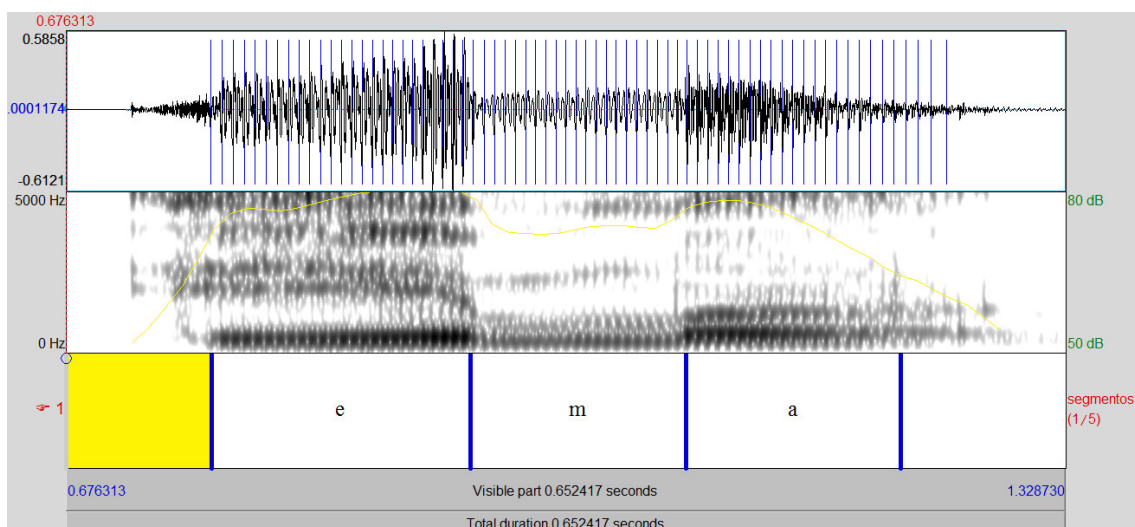 0.676313
0.5858
.0001174
-0.6121
5000 Hz
80 dB
0 Hz
50 dB
1 e m a segmentos
(1/5)
0.676313 Visible part 0.652417 seconds 1.328730
Total duration 0.652417 seconds